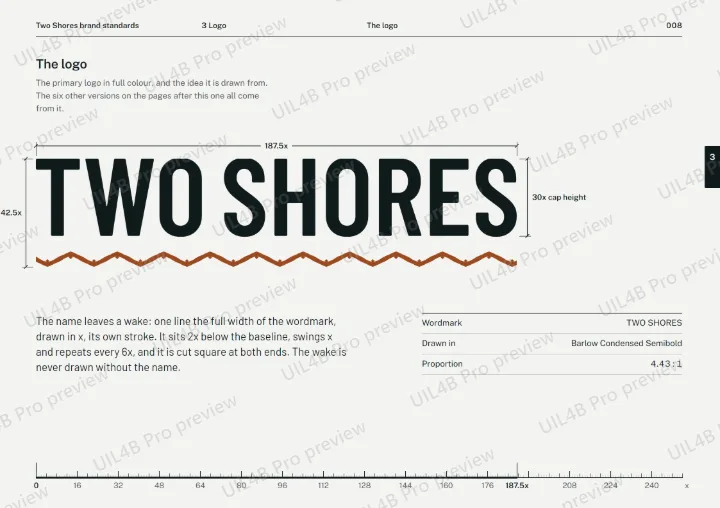 Two Shores brand standards 3 Logo The logo 008
The logo
The primary logo in full colour, and the idea it is drawn from.
The six other versions on the pages after this one all come
from it.
187.5x
3
TWO SHORES
30x cap height
42.5x
The name leaves a wake: one line the full width of the wordmark,
drawn in x, its own stroke. It sits 2x below the baseline, swings x
and repeats every 6x, and it is cut square at both ends. The wake is
never drawn without the name.
Wordmark TWO SHORES
Drawn in Barlow Condensed Semibold
Proportion 4.43 : 1
0 16 32 48 64 80 96 112 128 144 160 176 187.5x 208 224 240 x
UIL4B Pro preview